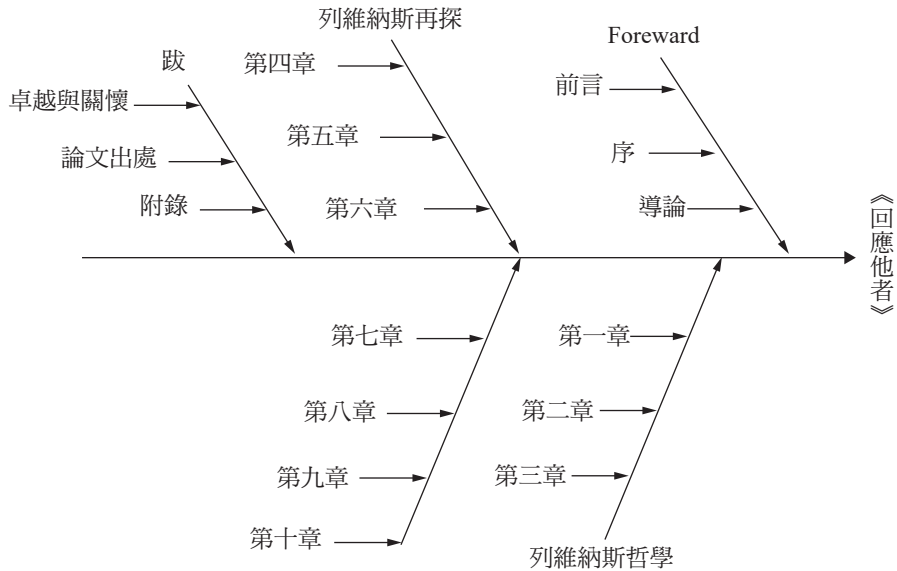 列維納斯再探
Foreward
跋
第四章
前言
卓越與關懷
第五章
序
論文出處
第六章
導論
附錄
《回應他者》
第七章
第一章
第八章
第二章
第九章
第三章
第十章
列維納斯哲學